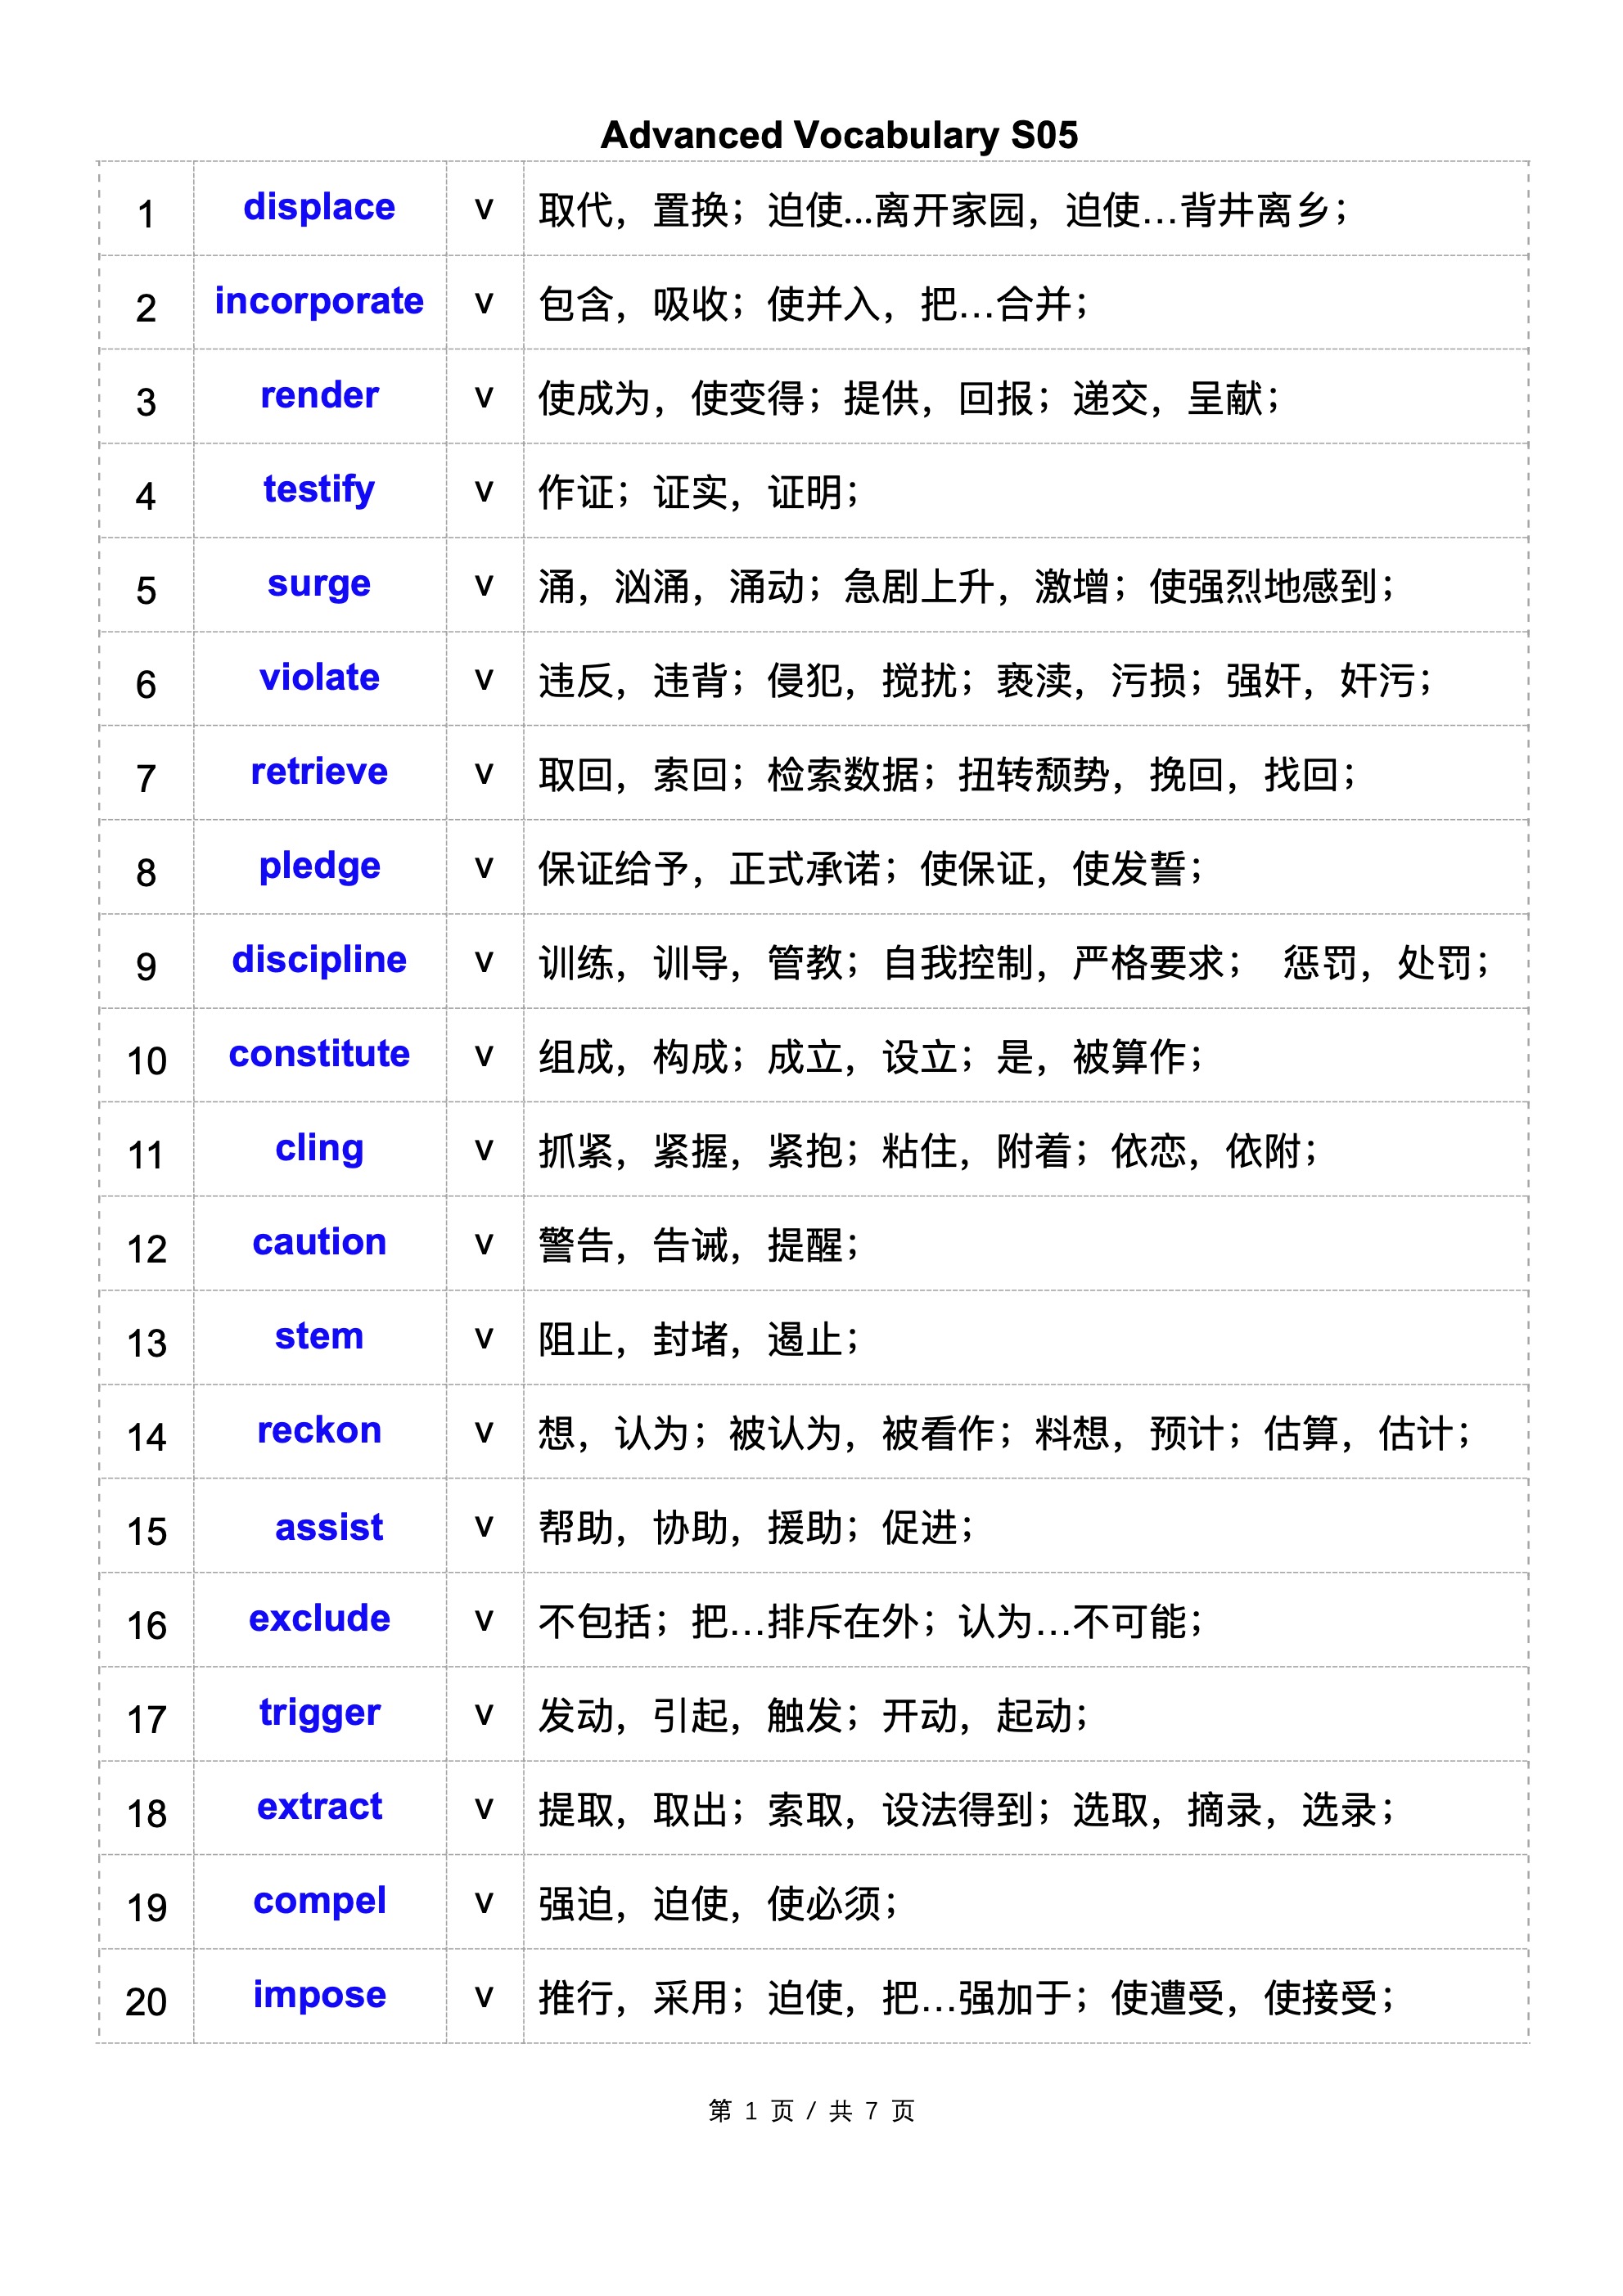 Advanced Vocabulary S05
1 displace v 取代，置换；迫使...离开家园，迫使…背井离乡；
2 incorporate v 包含，吸收；使并入，把…合并；
3 render v 使成为，使变得；提供，回报；递交，呈献；
4 testify v 作证；证实，证明；
5 surge v 涌，汹涌，涌动；急剧上升，激增；使强烈地感到；
6 violate v 违反，违背；侵犯，搅扰；亵渎，污损；强奸，奸污；
7 retrieve v 取回，索回；检索数据；扭转颓势，挽回，找回；
8 pledge v 保证给予，正式承诺；使保证，使发誓；
9 discipline v 训练，训导，管教；自我控制，严格要求； 惩罚，处罚；
10 constitute v 组成，构成；成立，设立；是，被算作；
11 cling v 抓紧，紧握，紧抱；粘住，附着；依恋，依附；
12 caution v 警告，告诫，提醒；
13 stem v 阻止，封堵，遏止；
14 reckon v 想，认为；被认为，被看作；料想，预计；估算，估计；
15 assist v 帮助，协助，援助；促进；
16 exclude v 不包括；把…排斥在外；认为…不可能；
17 trigger v 发动，引起，触发；开动，起动；
18 extract v 提取，取出；索取，设法得到；选取，摘录，选录；
19 compel v 强迫，迫使，使必须；
20 impose v 推行，采用；迫使，把…强加于；使遭受，使接受；
第 1 页 / 共 7 页